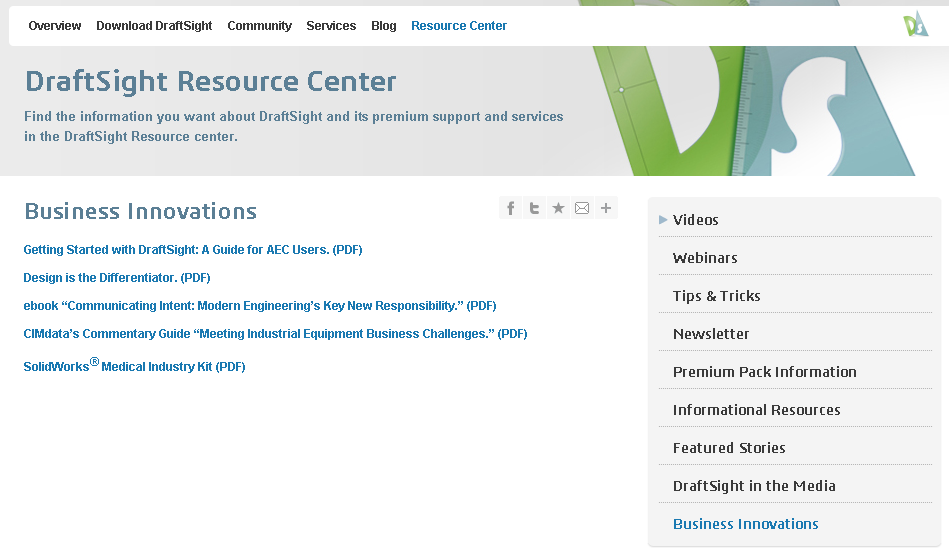 Overview Download DraftSight Community Services Blog Resource Center
DS
DraftSight Resource Center
Find the information you want about DraftSight and its premium support and services
in the DraftSight Resource center.
Business Innovations
Getting Started with DraftSight: A Guide for AEC Users. (PDF)
Design is the Differentiator. (PDF)
ebook “Communicating Intent: Modern Engineering’s Key New Responsibility.” (PDF)
CIMdata’s Commentary Guide “Meeting Industrial Equipment Business Challenges.” (PDF)
SolidWorks® Medical Industry Kit (PDF)
Videos
Webinars
Tips & Tricks
Newsletter
Premium Pack Information
Informational Resources
Featured Stories
DraftSight in the Media
Business Innovations